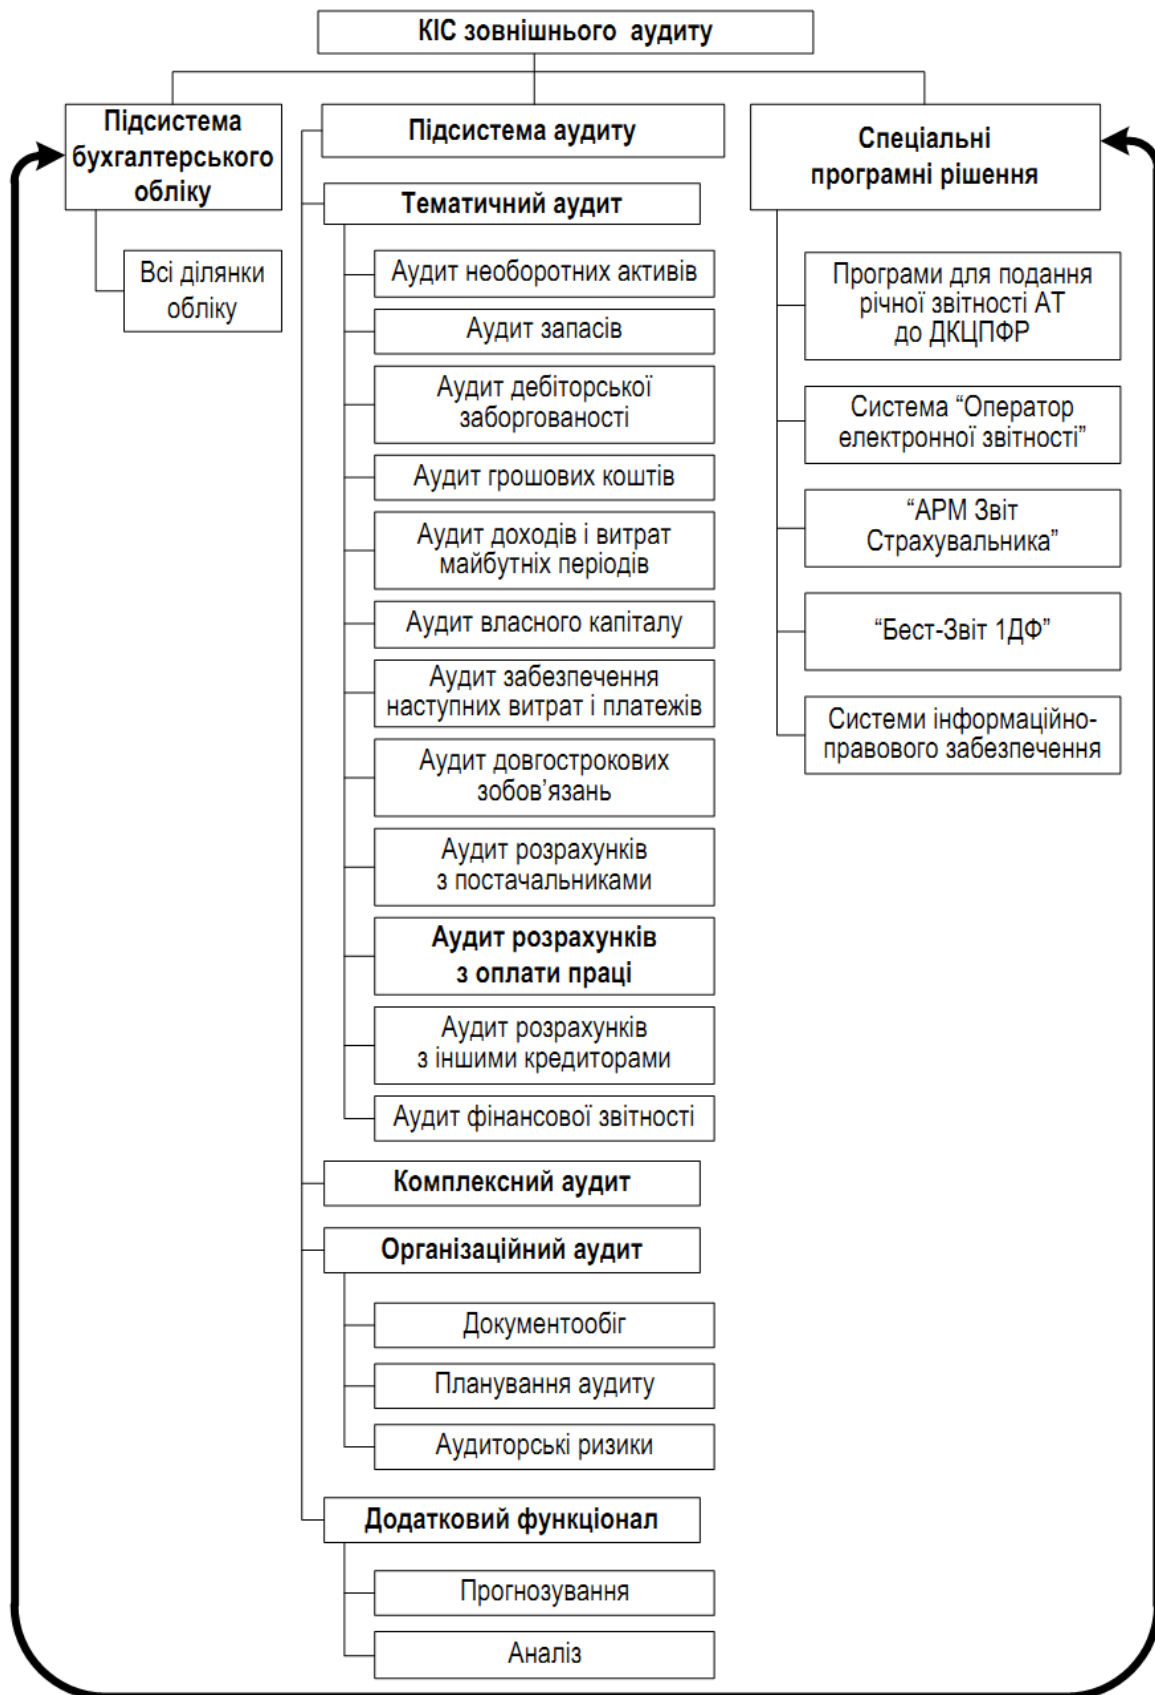 КІС зовнішнього аудиту
Підсистема
бухгалтерського
обліку
Всі ділянки
обліку
Підсистема аудиту
Тематичний аудит
Аудит необоротних активів
Аудит запасів
Аудит дебіторської
заборгованості
Аудит грошових коштів
Аудит доходів і витрат
майбутніх періодів
Аудит власного капіталу
Аудит забезпечення
наступних витрат і платежів
Аудит довгострокових
зобов’язань
Аудит розрахунків
з постачальниками
Аудит розрахунків
з оплати праці
Аудит розрахунків
з іншими кредиторами
Аудит фінансової звітності
Комплексний аудит
Організаційний аудит
Документообіг
Планування аудиту
Аудиторські ризики
Додатковий функціонал
Прогнозування
Аналіз
Спеціальні
програмні рішення
Програми для подання
річної звітності АТ
до ДКЦПФР
Система “Оператор
електронної звітності”
“АРМ Звіт
Страхувальника”
“Бест-Звіт 1ДФ”
Системи інформаційно-
правового забезпечення